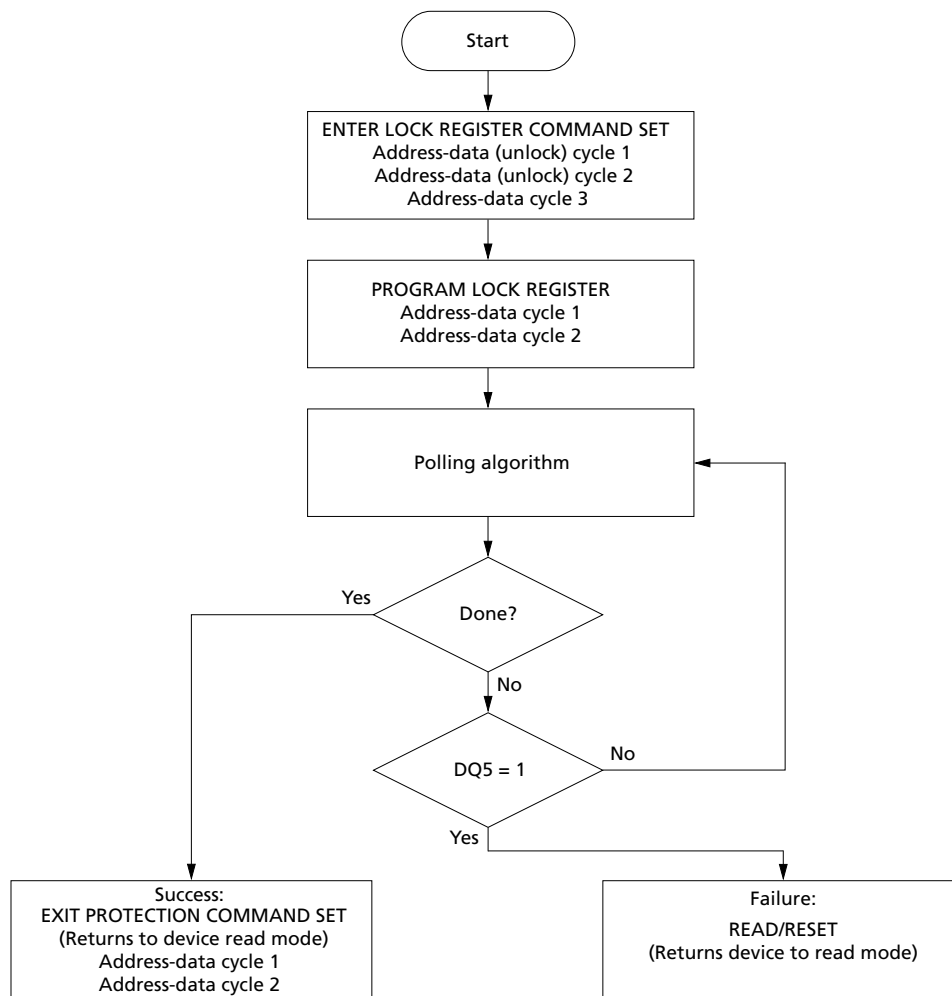 Start
ENTER LOCK REGISTER COMMAND SET
Address-data (unlock) cycle 1
Address-data (unlock) cycle 2
Address-data cycle 3
PROGRAM LOCK REGISTER
Address-data cycle 1
Address-data cycle 2
Polling algorithm
Yes
Done?
No
DQ5 = 1
No
Yes
Success:
EXIT PROTECTION COMMAND SET
(Returns to device read mode)
Address-data cycle 1
Address-data cycle 2
Failure:
READ/RESET
(Returns device to read mode)